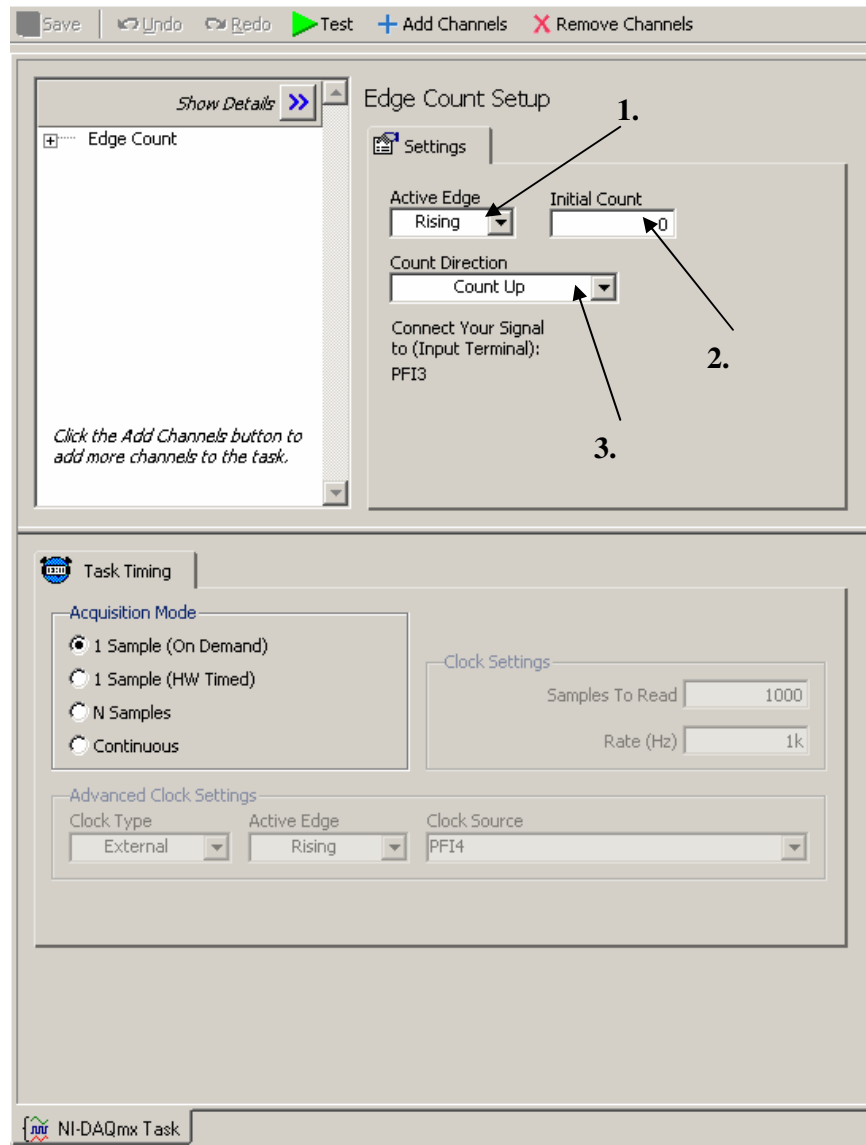 Save Undo Redo Test Add Channels Remove Channels
Show Details
Edge Count
Click the Add Channels button to
add more channels to the task.
Edge Count Setup
1.
Settings
Active Edge Initial Count
Rising 0
Count Direction
Count Up
Connect Your Signal
to (Input Terminal):
PFI3
2.
3.
Task Timing
Acquisition Mode
1 Sample (On Demand)
1 Sample (HW Timed)
N Samples
Continuous
Clock Settings
Samples To Read 1000
Rate (Hz) 1k
Advanced Clock Settings
Clock Type Active Edge Clock Source
External Rising PFI4
NI-DAQmx Task